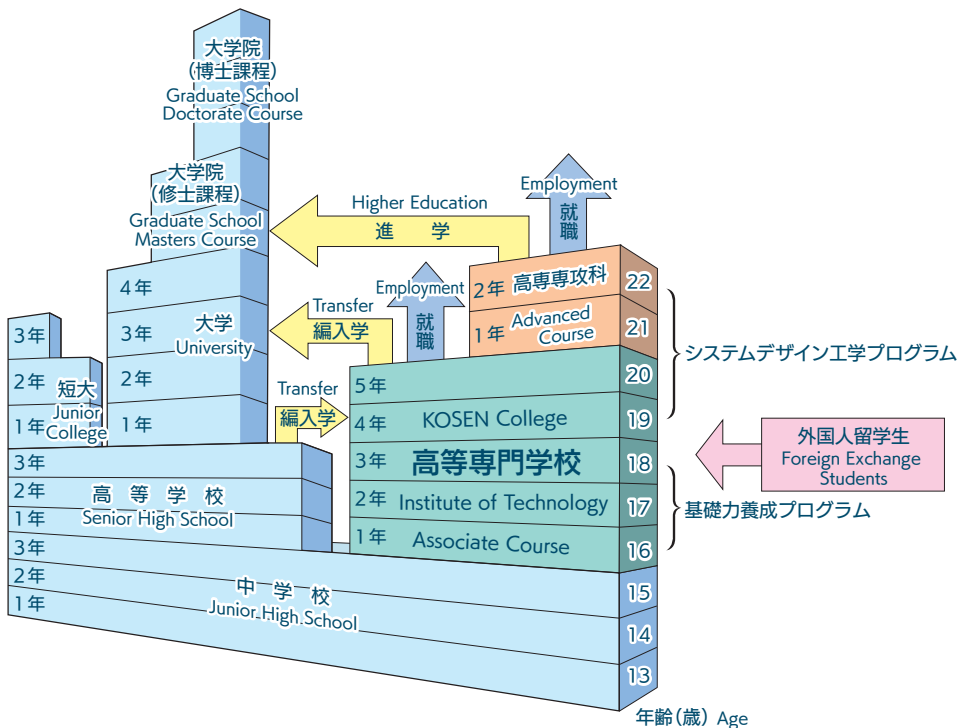 大学院
(博士課程)
Graduate School
Doctorate Course
大学院
(修士課程)
Graduate School
Masters Course
4年
3年
2年
1年
大学
University
3年
2年
1年
短大
Junior
College
3年
2年
1年
高等学校
Senior High School
3年
2年
1年
中学校
Junior High School
Higher Education
進学
Transfer
編入学
Transfer
編入学
Employment
就職
Employment
就職
2年 高専専攻科
1年 Advanced
Course
5年
4年 KOSEN College
3年 高等専門学校
2年 Institute of Technology
1年 Associate Course
22
21
20
19
18
17
16
15
14
13
年齢(歳) Age
システムデザイン工学プログラム
外国人留学生
Foreign Exchange
Students
基礎力養成プログラム